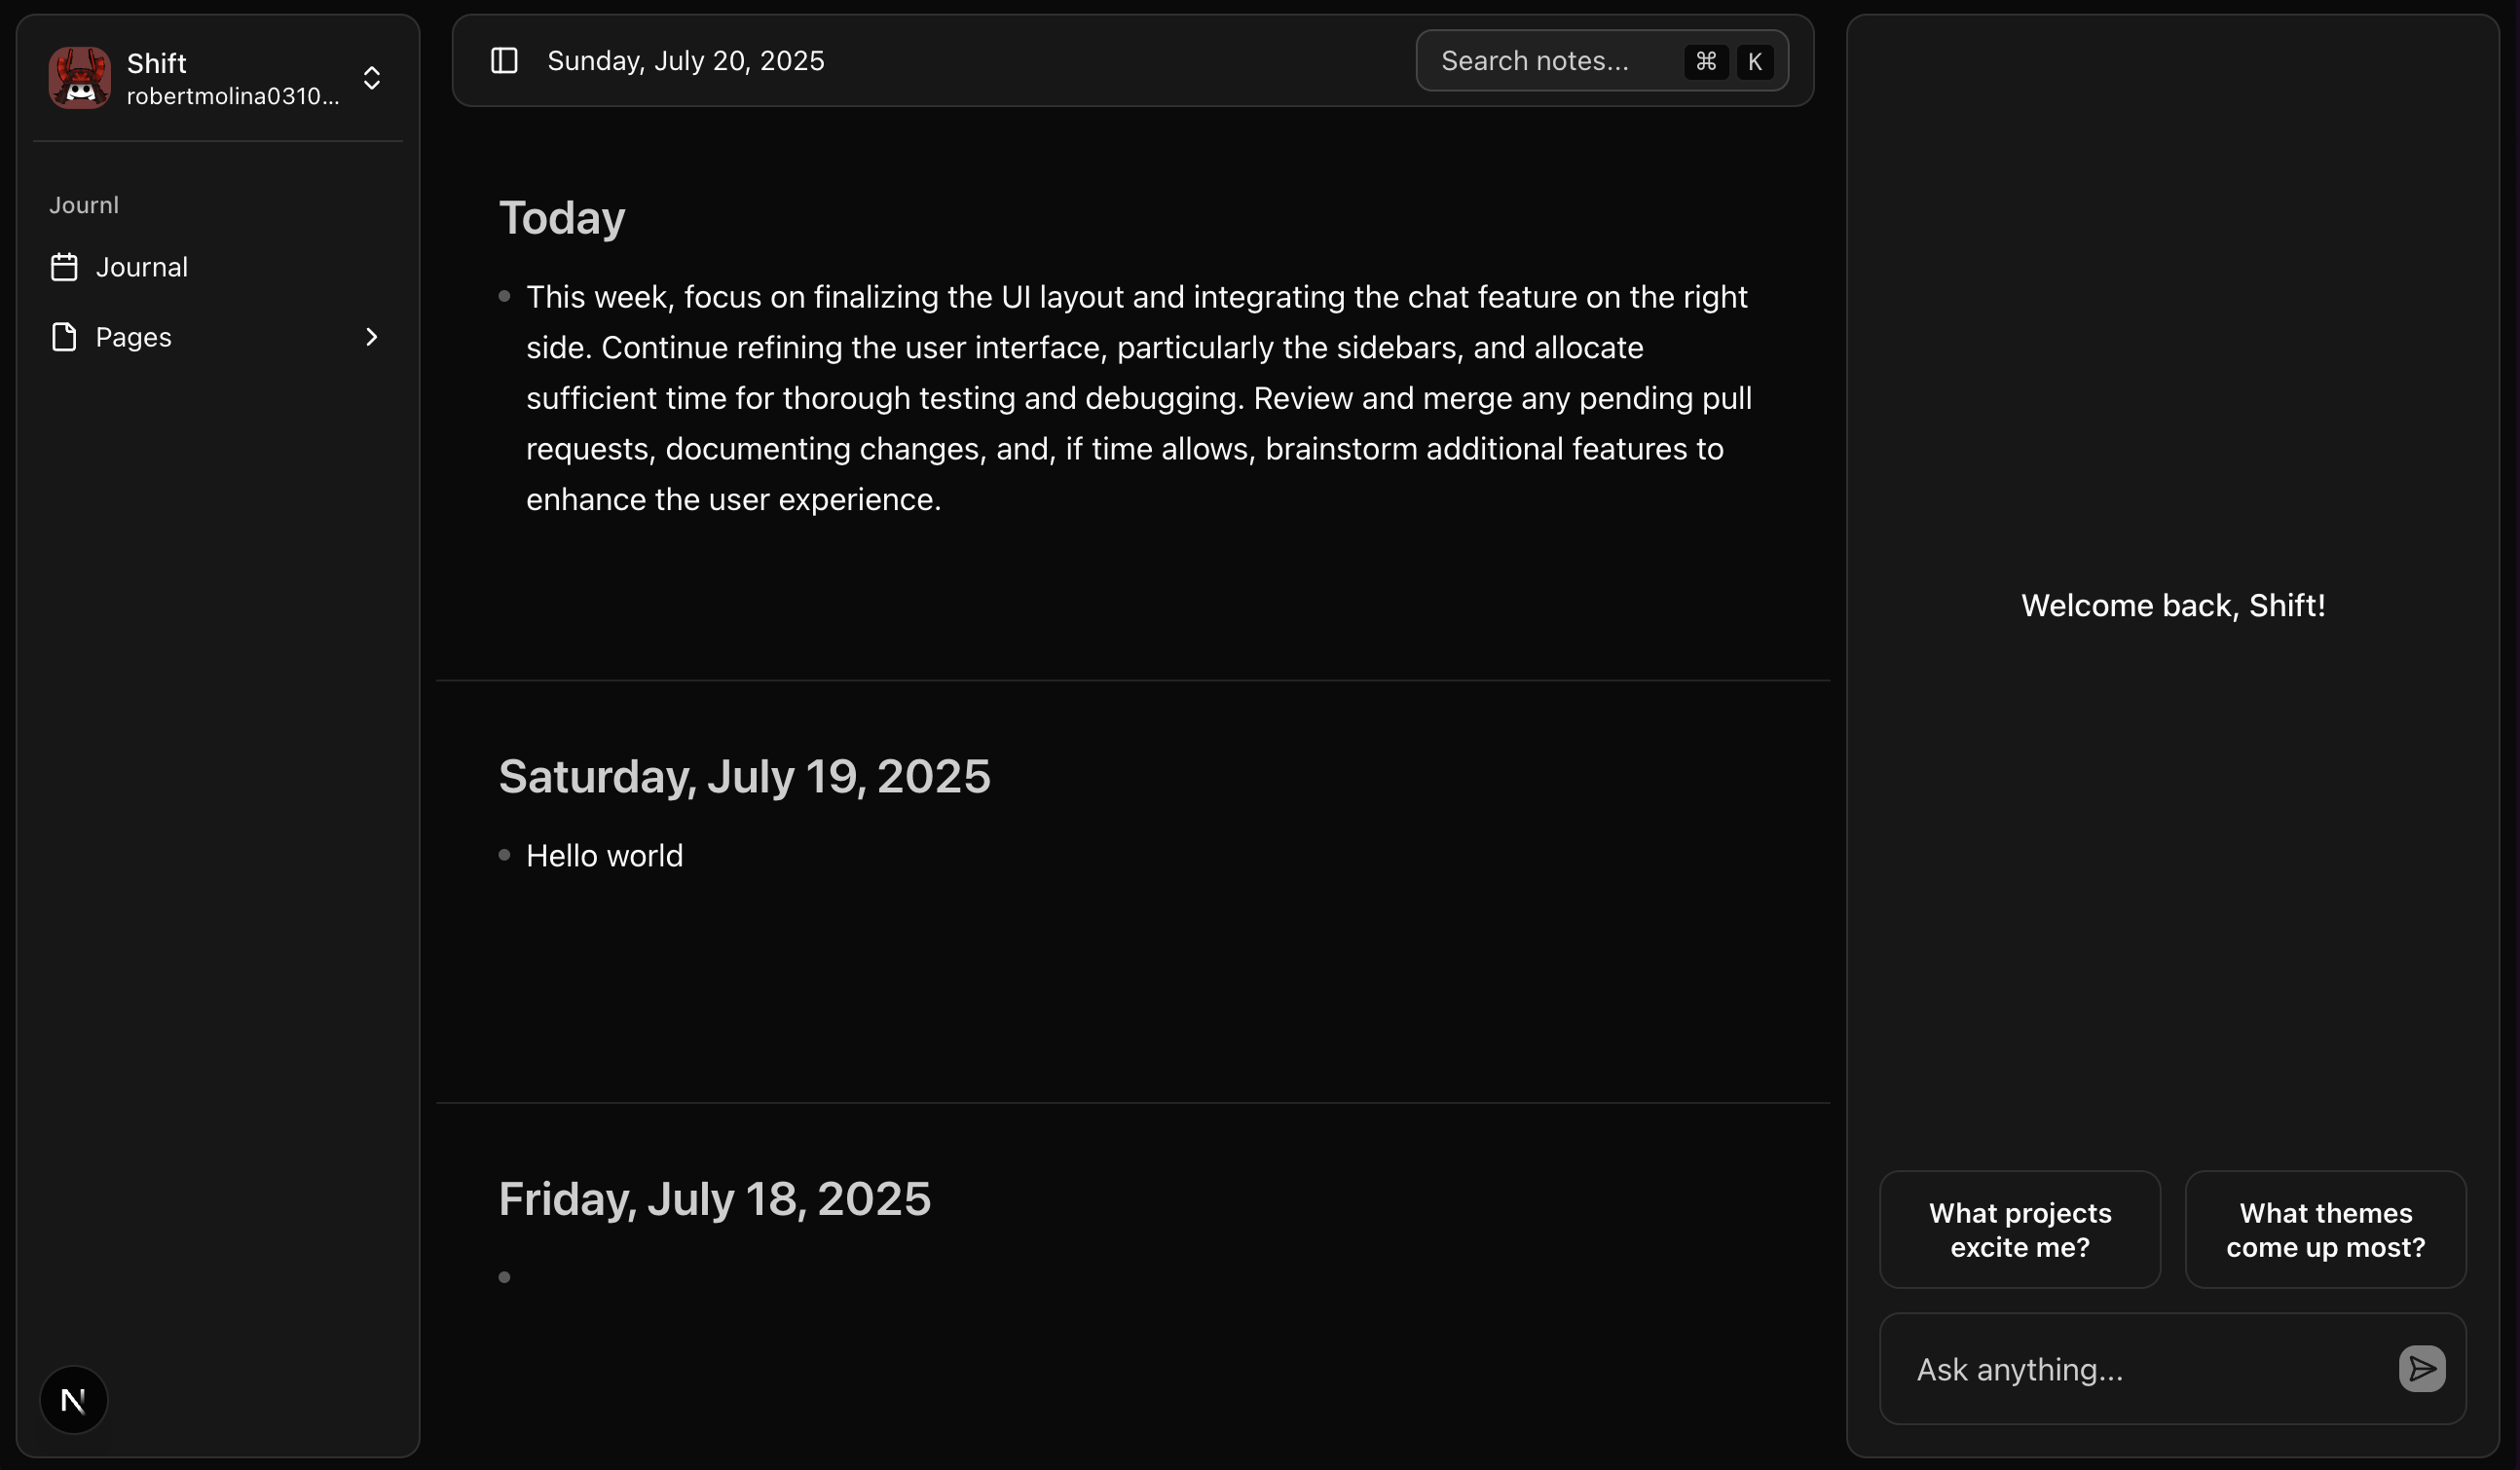 Shift
robertmolina0310...
Journl
Journal
Pages
Sunday, July 20, 2025
Search notes...
⌘ K
Today
This week, focus on finalizing the UI layout and integrating the chat feature on the right
side. Continue refining the user interface, particularly the sidebars, and allocate
sufficient time for thorough testing and debugging. Review and merge any pending pull
requests, documenting changes, and, if time allows, brainstorm additional features to
enhance the user experience.
Saturday, July 19, 2025
Hello world
Friday, July 18, 2025
Welcome back, Shift!
What projects
excite me?
What themes
come up most?
Ask anything...
N